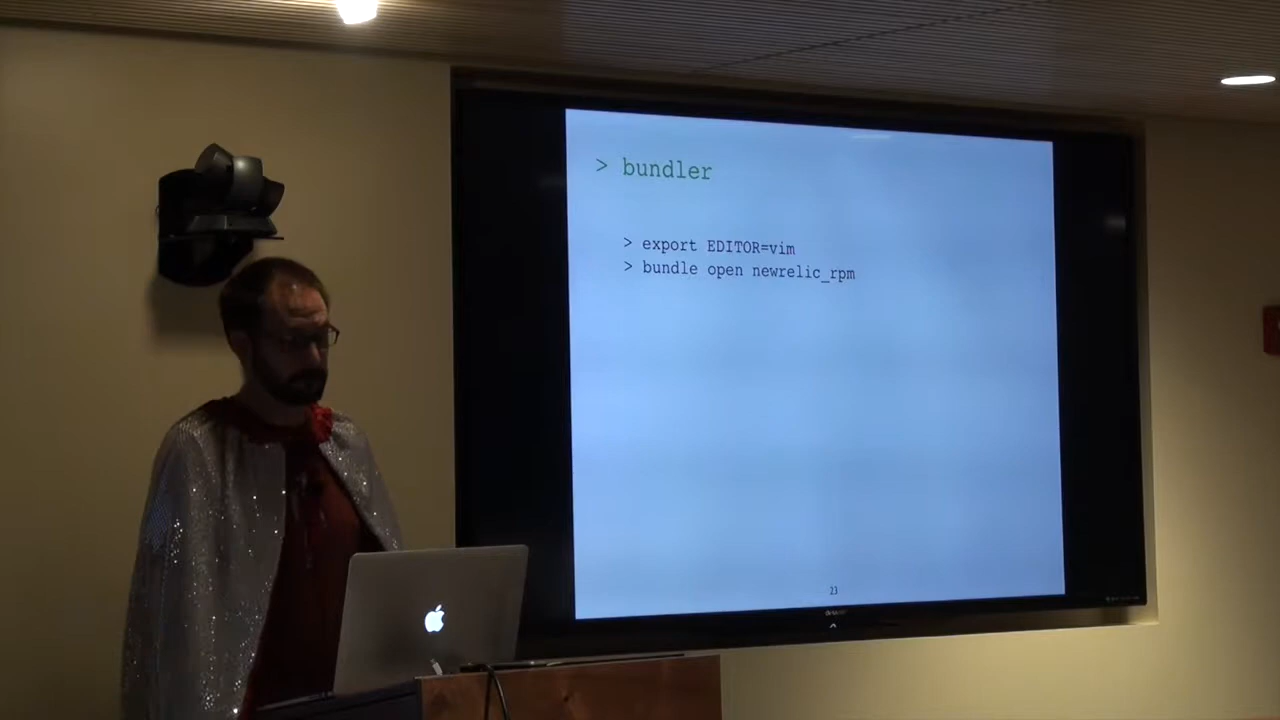 > bundler
> export EDITOR=vim
> bundle open newrelic_rpm
23